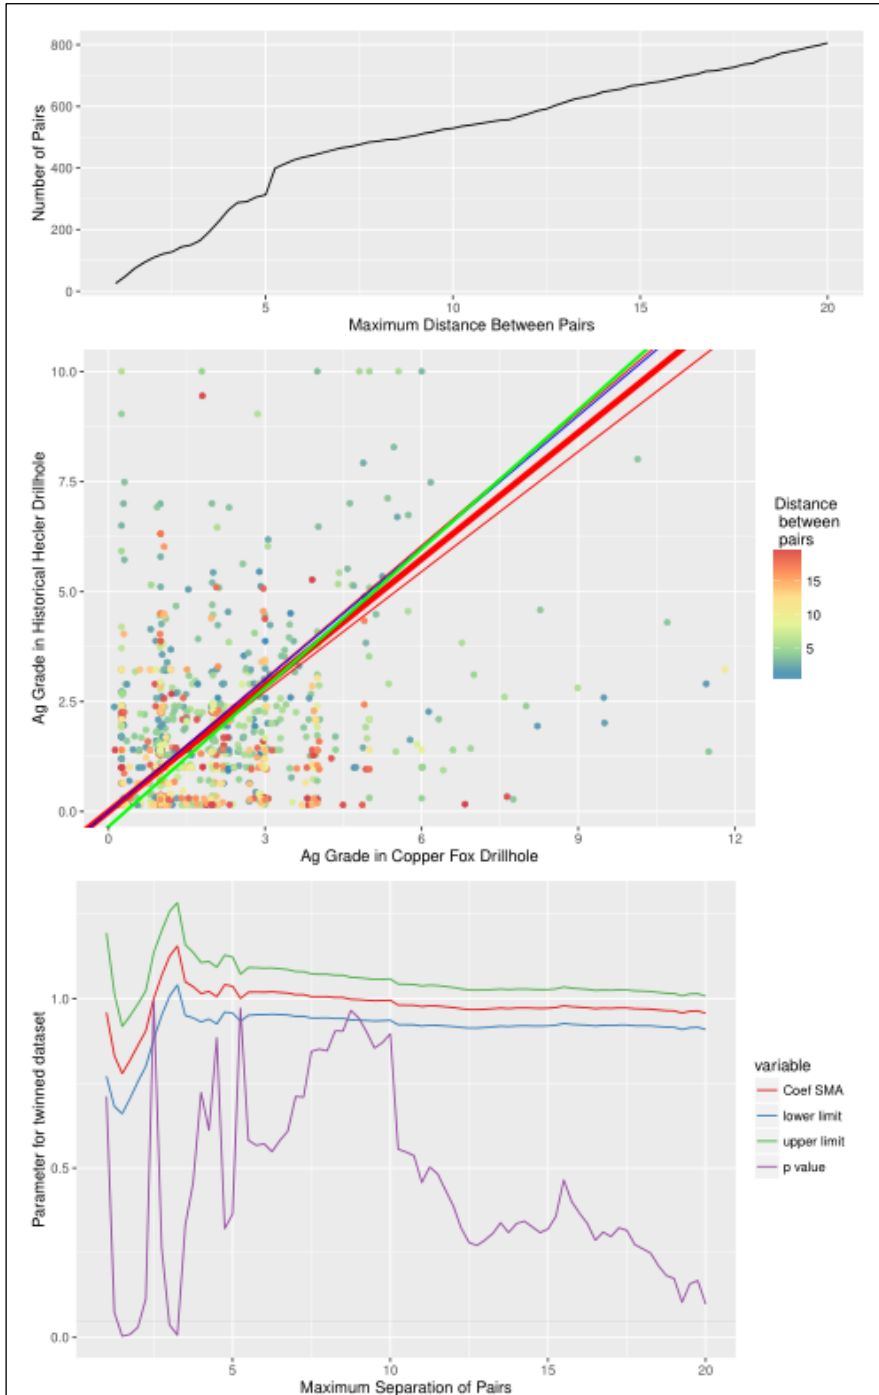 800
600
400
200
0
Number of Pairs
5
10
15
20
Maximum Distance Between Pairs
10.0
7.5
5.0
2.5
0.0
Ag Grade in Historical Hecler Drillhole
0
3
6
9
12
Ag Grade in Copper Fox Drillhole
Distance
between
pairs
15
10
5
1.0
0.5
0.0
Parameter for twinned dataset
5
10
15
20
Maximum Separation of Pairs
variable
Coef SMA
lower limit
upper limit
p value